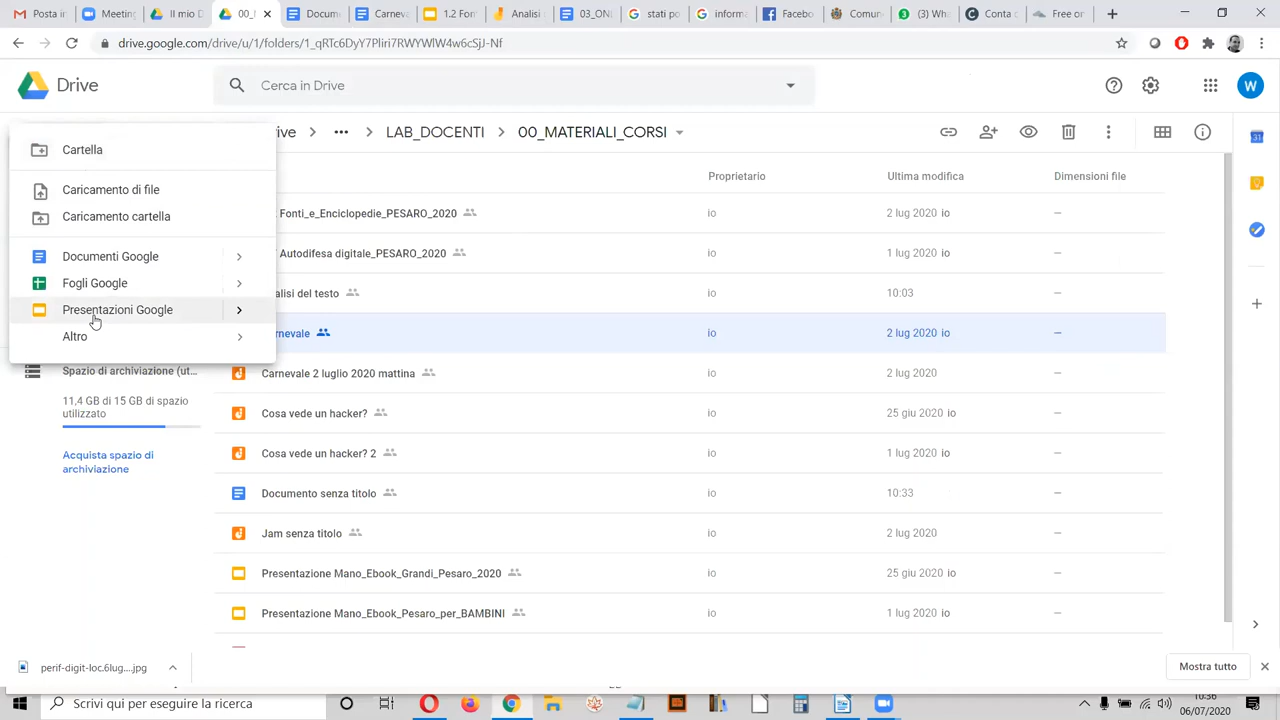 Posta in
Meeting
Il mio D
00_l
Docum
Carnev
1.2 Fon
Analisi
03_ON
stati po
inform
Facebo
Comun
(3) Wh
Conta c
Free or
drive.google.com/drive/u/1/folders/1_qRTc6DyY7Pliri7RWYWlW4w6cSJJ-Nf
Drive
Cerca in Drive
W
Cartella
rive
LAB_DOCENTI
00_MATERIALI_CORSI
31
Proprietario
Ultima modifica
Dimensioni file
Caricamento di file
Caricamento cartella
Fonti_e_Enciclopedie_PESARO_2020
io
2 lug 2020 io
–
Documenti Google
Autodifesa digitale_PESARO_2020
io
1 lug 2020 io
–
Fogli Google
alisi del testo
io
10:03
–
Presentazioni Google
rnevale
io
2 lug 2020 io
–
Altro
Spazio di archiviazione (ut...
Carnevale 2 luglio 2020 mattina
io
2 lug 2020
–
11,4 GB di 15 GB di spazio
utilizzato
Cosa vede un hacker?
io
25 giu 2020 io
–
Acquista spazio di
archiviazione
Cosa vede un hacker? 2
io
1 lug 2020 io
–
Documento senza titolo
io
10:33
–
Jam senza titolo
io
2 lug 2020
–
Presentazione Mano_Ebook_Grandi_Pesaro_2020
io
25 giu 2020 io
–
Presentazione Mano_Ebook_Pesaro_per_BAMBINI
io
1 lug 2020 io
–
perif-digit-loc.6lug....jpg
Mostra tutto
Scrivi qui per eseguire la ricerca
10:36
06/07/2020